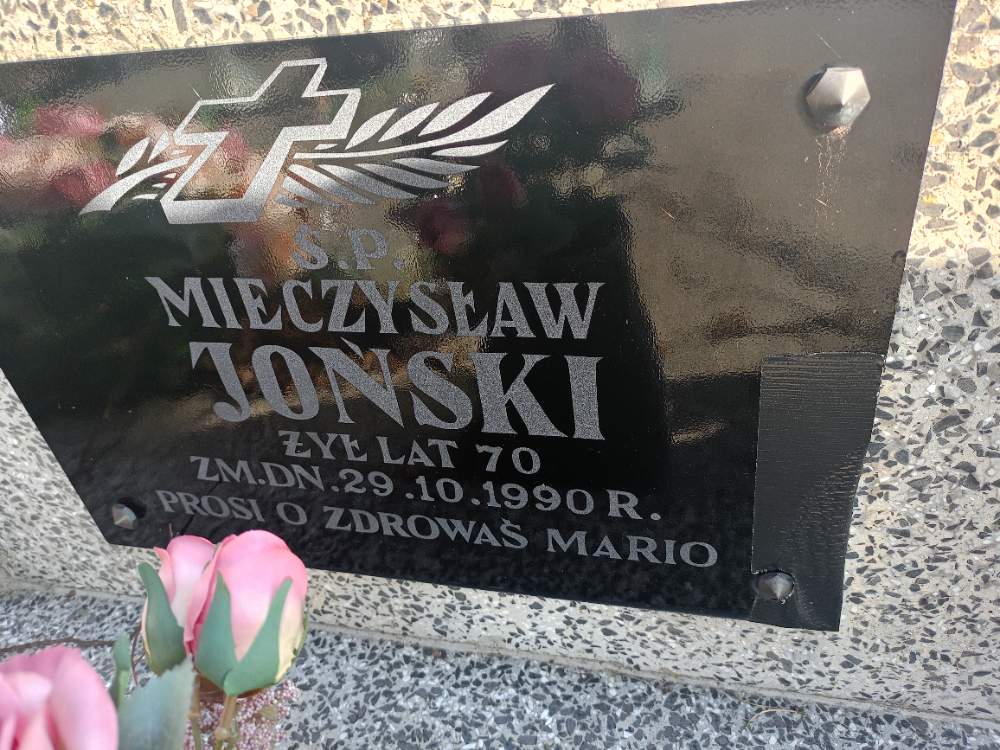 Ś.P.
MIECZYSŁAW
JOŃSKI
ŻYŁ LAT 70
ZM.DN.29.10.1990 R.
PROSI O ZDROWAŚ MARIO